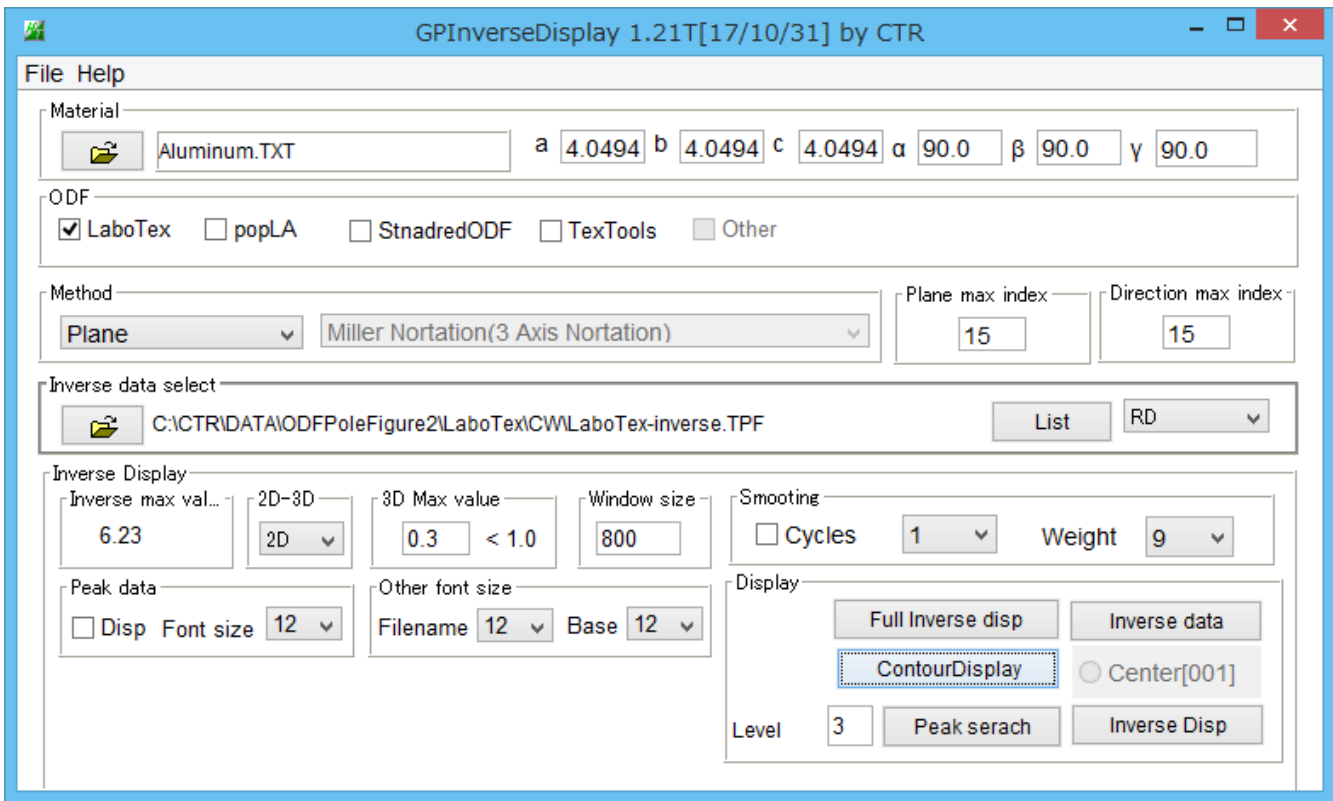 GPInverseDisplay 1.21T[17/10/31] by CTR
File Help
Material
Aluminum.TXT a 4.0494 b 4.0494 c 4.0494 α 90.0 β 90.0 γ 90.0
ODF
LaboTex popLA StnadredODF TexTools Other
Method Plane max index Direction max index
Plane Miller Nortation(3 Axis Nortation) 15 15
Inverse data select
C:\CTR\DATA\ODFPoleFigure2\LaboTex\CW\LaboTex-inverse.TPF List RD
Inverse Display
Inverse max val... 2D-3D 3D Max value Window size Smooting
6.23 2D 0.3 < 1.0 800 Cycles 1 Weight 9
Peak data Other font size Display
Disp Font size 12 Filename 12 Base 12 Full Inverse disp Inverse data
ContourDisplay Center[001]
Level 3 Peak serach Inverse Disp